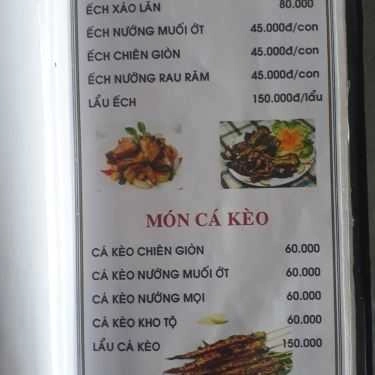 ẾCH XÀO LĂN 80.000
ẾCH NƯỚNG MUỐI ỚT 45.000đ/con
ẾCH CHIÊN GIÒN 45.000đ/con
ẾCH NƯỚNG RAU RĂM 45.000đ/con
LẨU ẾCH 150.000đ/lẩu
MÓN CÁ KÈO
CÁ KÈO CHIÊN GIÒN 60.000
CÁ KÈO NƯỚNG MUỐI ỚT 60.000
CÁ KÈO NƯỚNG MỌI 60.000
CÁ KÈO KHO TỘ 60.000
LẨU CÁ KÈO 150.000